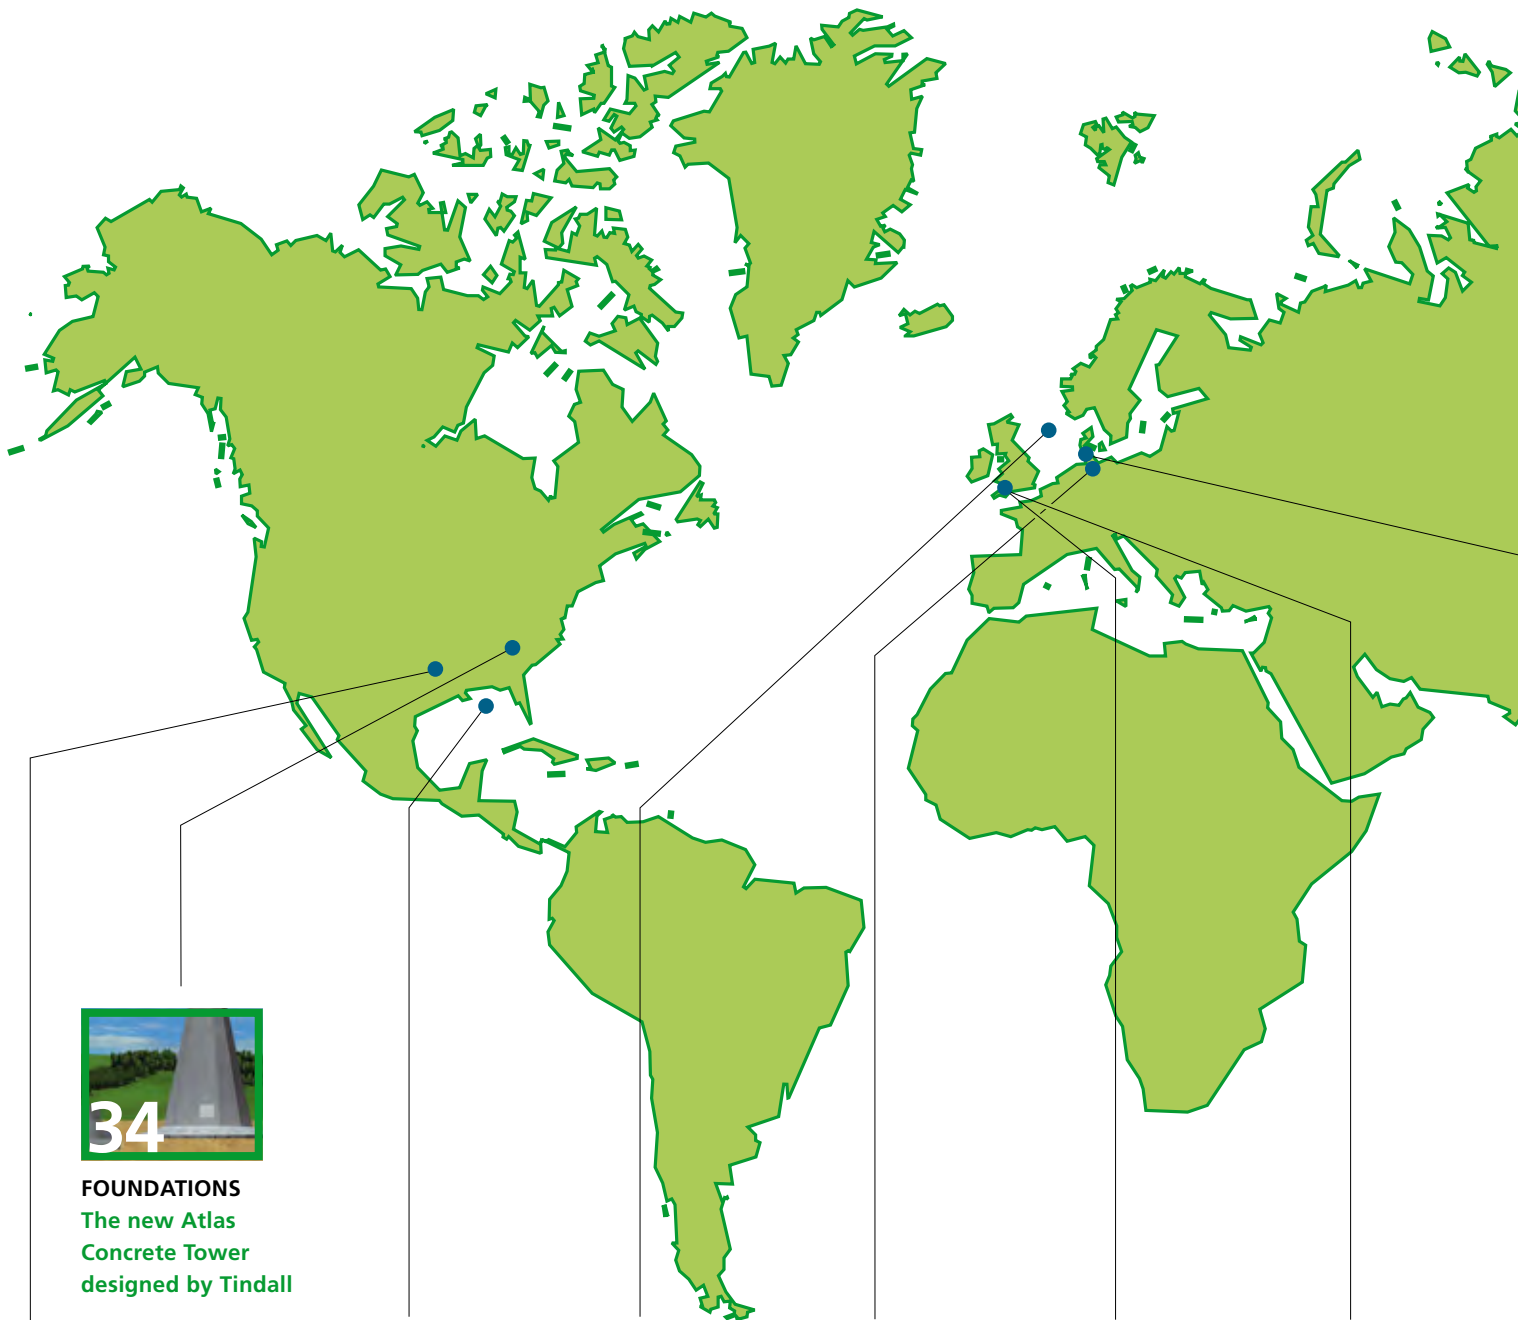 34
FOUNDATIONS
The new Atlas
Concrete Tower
designed by Tindall